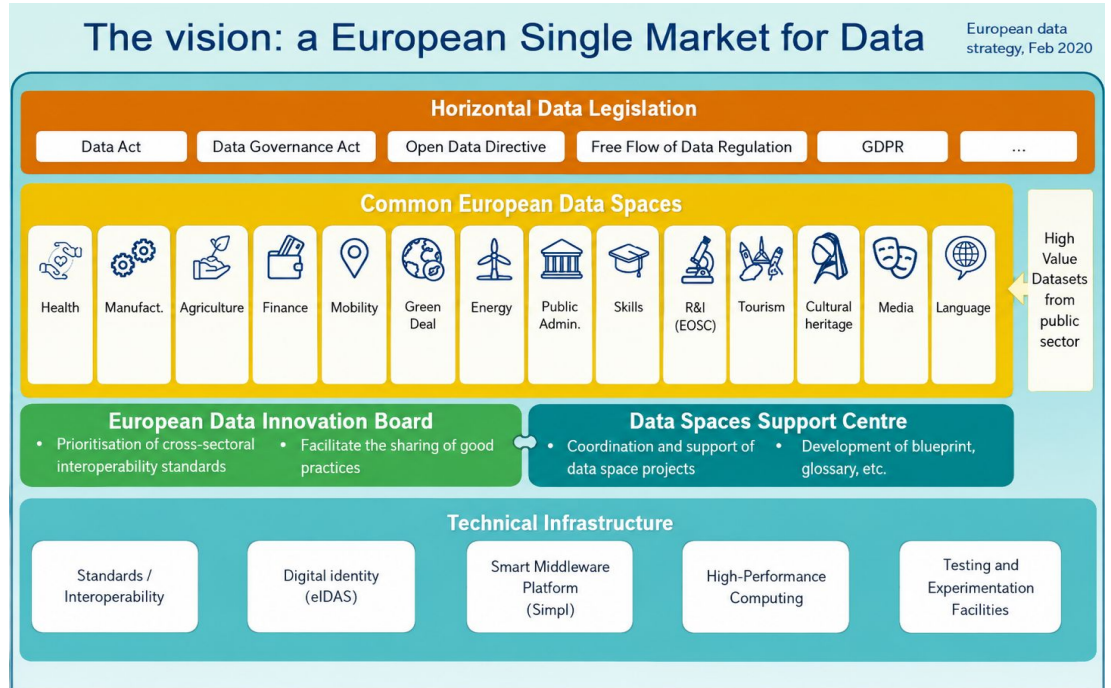 The vision: a European Single Market for Data
European data
strategy, Feb 2020
Horizontal Data Legislation
Data Act
Data Governance Act
Open Data Directive
Free Flow of Data Regulation
GDPR
...
Common European Data Spaces
Health
Manufact.
Agriculture
Finance
Mobility
Green
Deal
Energy
Public
Admin.
Skills
R&I
(EOSC)
Tourism
Cultural
heritage
Media
Language
High
Value
Datasets
from
public
sector
European Data Innovation Board
• Prioritisation of cross-sectoral
interoperability standards
• Facilitate the sharing of good
practices
Data Spaces Support Centre
• Coordination and support of
data space projects
• Development of blueprint,
glossary, etc.
Technical Infrastructure
Standards /
Interoperability
Digital identity
(eIDAS)
Smart Middleware
Platform
(Simpl)
High-Performance
Computing
Testing and
Experimentation
Facilities